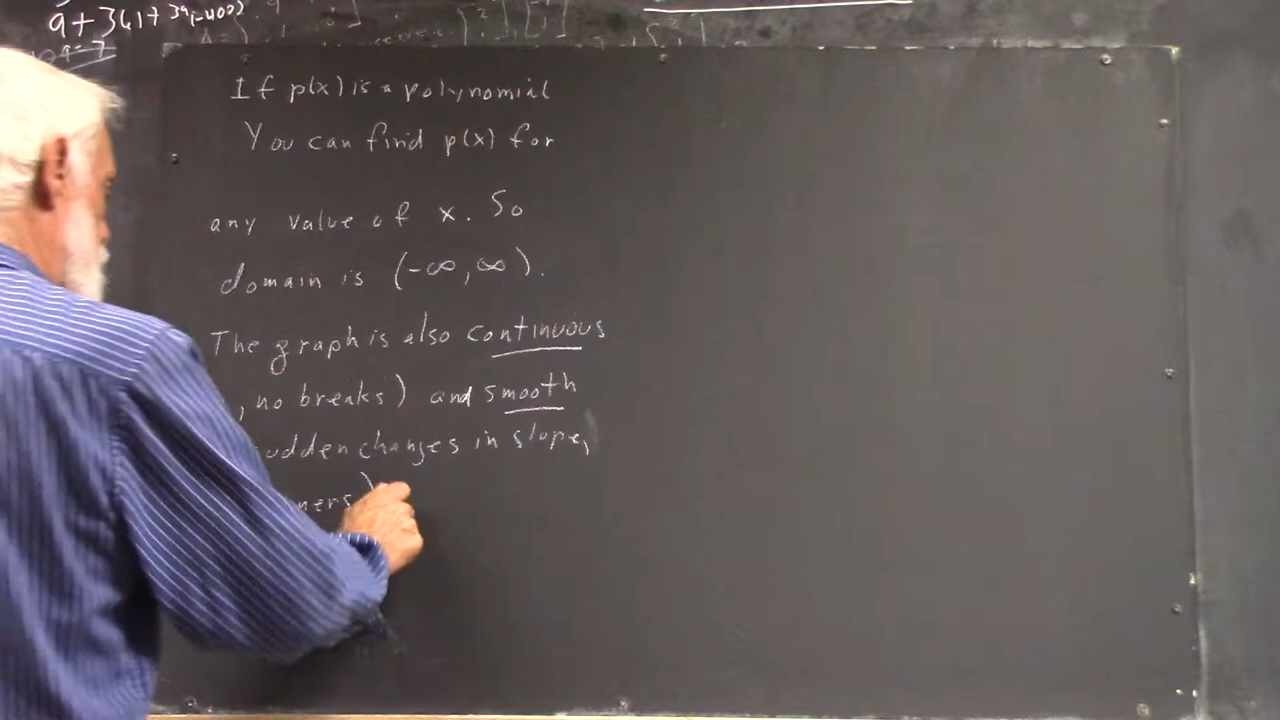 If p(x) is a polynomial
You can find p(x) for
any value of x. So
domain is (-∞, ∞).
The graph is also continuous
, no breaks) and smooth
udden changes in slope,
ners)